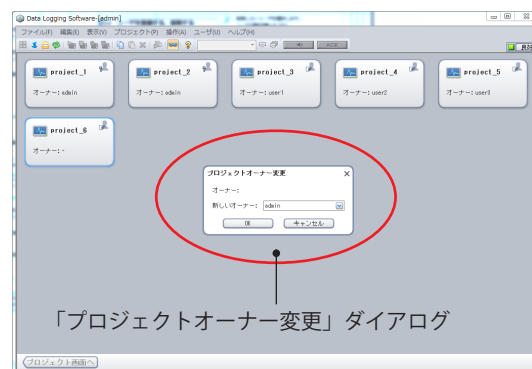 Data Logging Software-[admin]
ファイル(F) 編集(E) 表示(V) プロジェクト(P) 操作(A) ユーザ(U) ヘルプ(H)
ACK
良好
project_1
project_2
project_3
project_4
project_5
オーナー: admin
オーナー: admin
オーナー: user1
オーナー: user2
オーナー: user3
project_6
オーナー: -
プロジェクトオーナー変更
オーナー:
新しいオーナー: admin
OK
キャンセル
「プロジェクトオーナー変更」ダイアログ
プロジェクト画面へ